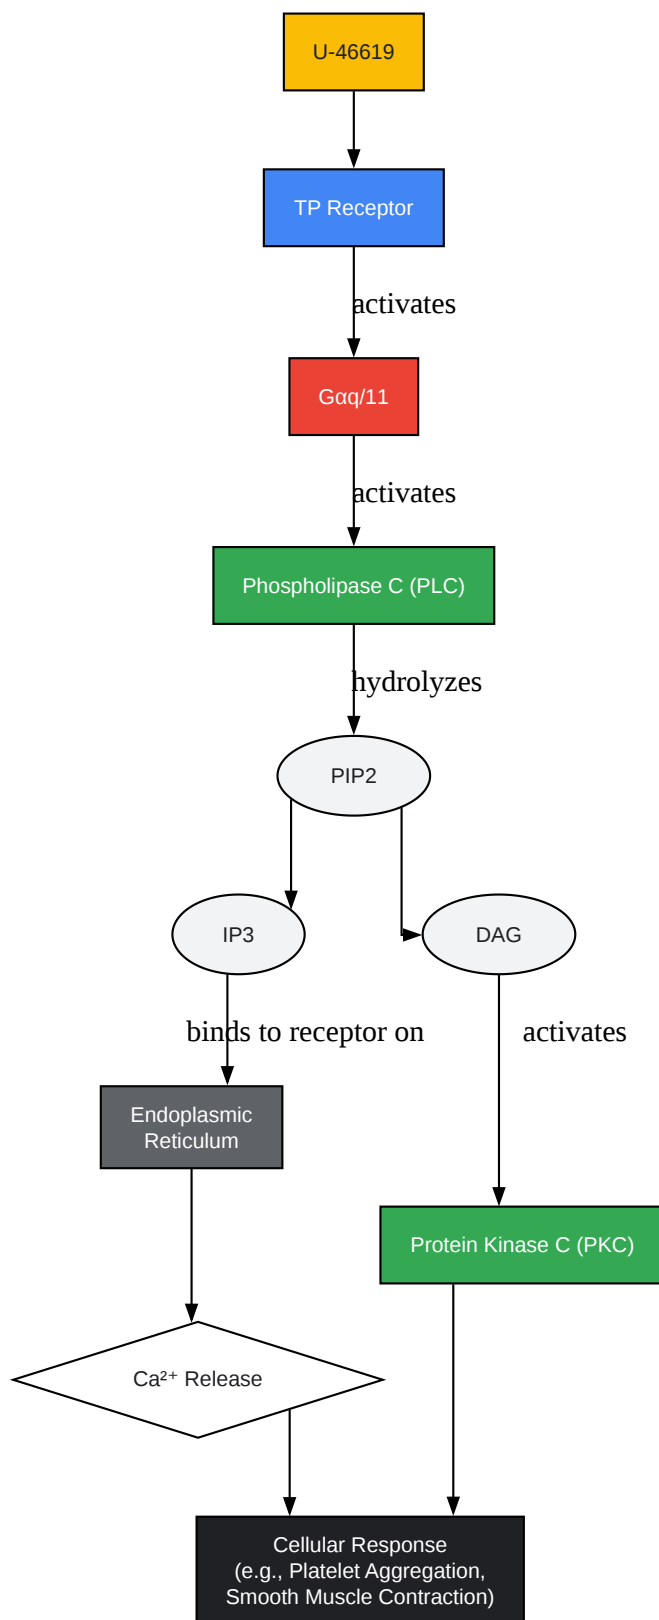 U-46619
TP Receptor
activates
Gαq/11
activates
Phospholipase C (PLC)
hydrolyzes
PIP2
IP3
DAG
binds to receptor on
activates
Endoplasmic
Reticulum
Protein Kinase C (PKC)
Ca²⁺ Release
Cellular Response
(e.g., Platelet Aggregation,
Smooth Muscle Contraction)